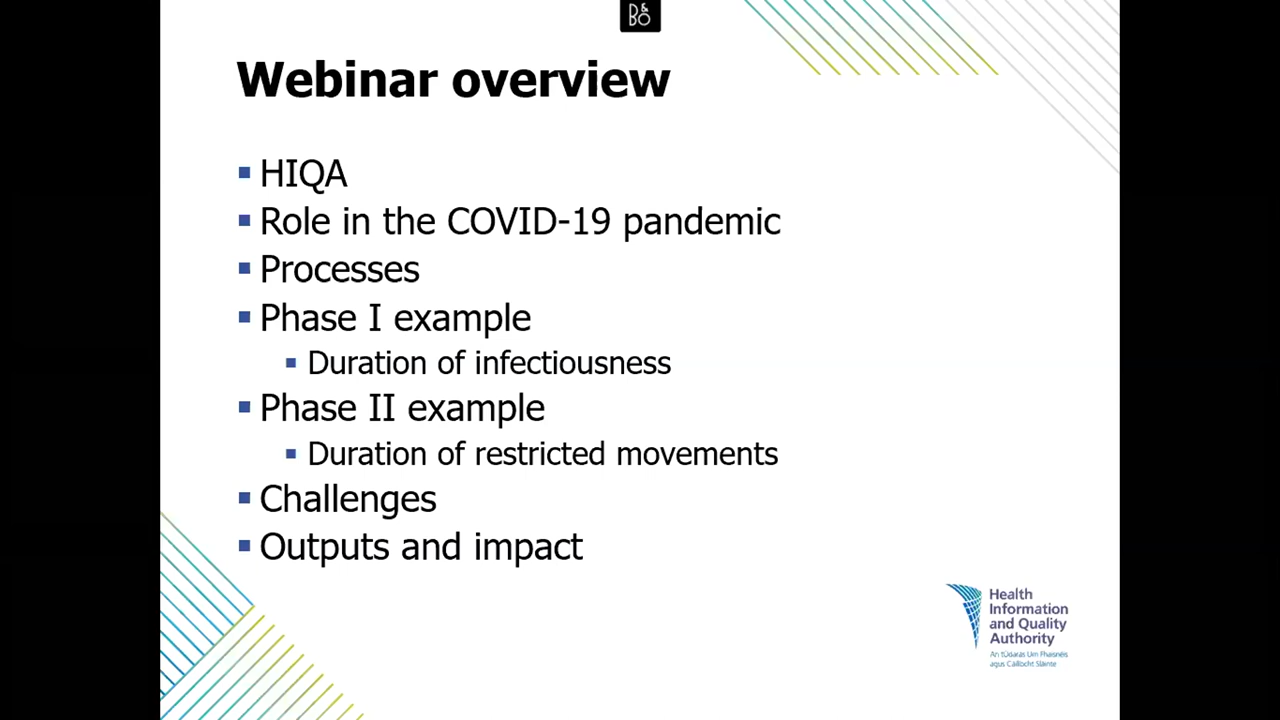 B&O
Webinar overview
HIQA
Role in the COVID-19 pandemic
Processes
Phase I example
Duration of infectiousness
Phase II example
Duration of restricted movements
Challenges
Outputs and impact
Health
Information
and Quality
Authority
An tÚdarás Um Fhaisnéis
agus Cáilíocht Sláinte